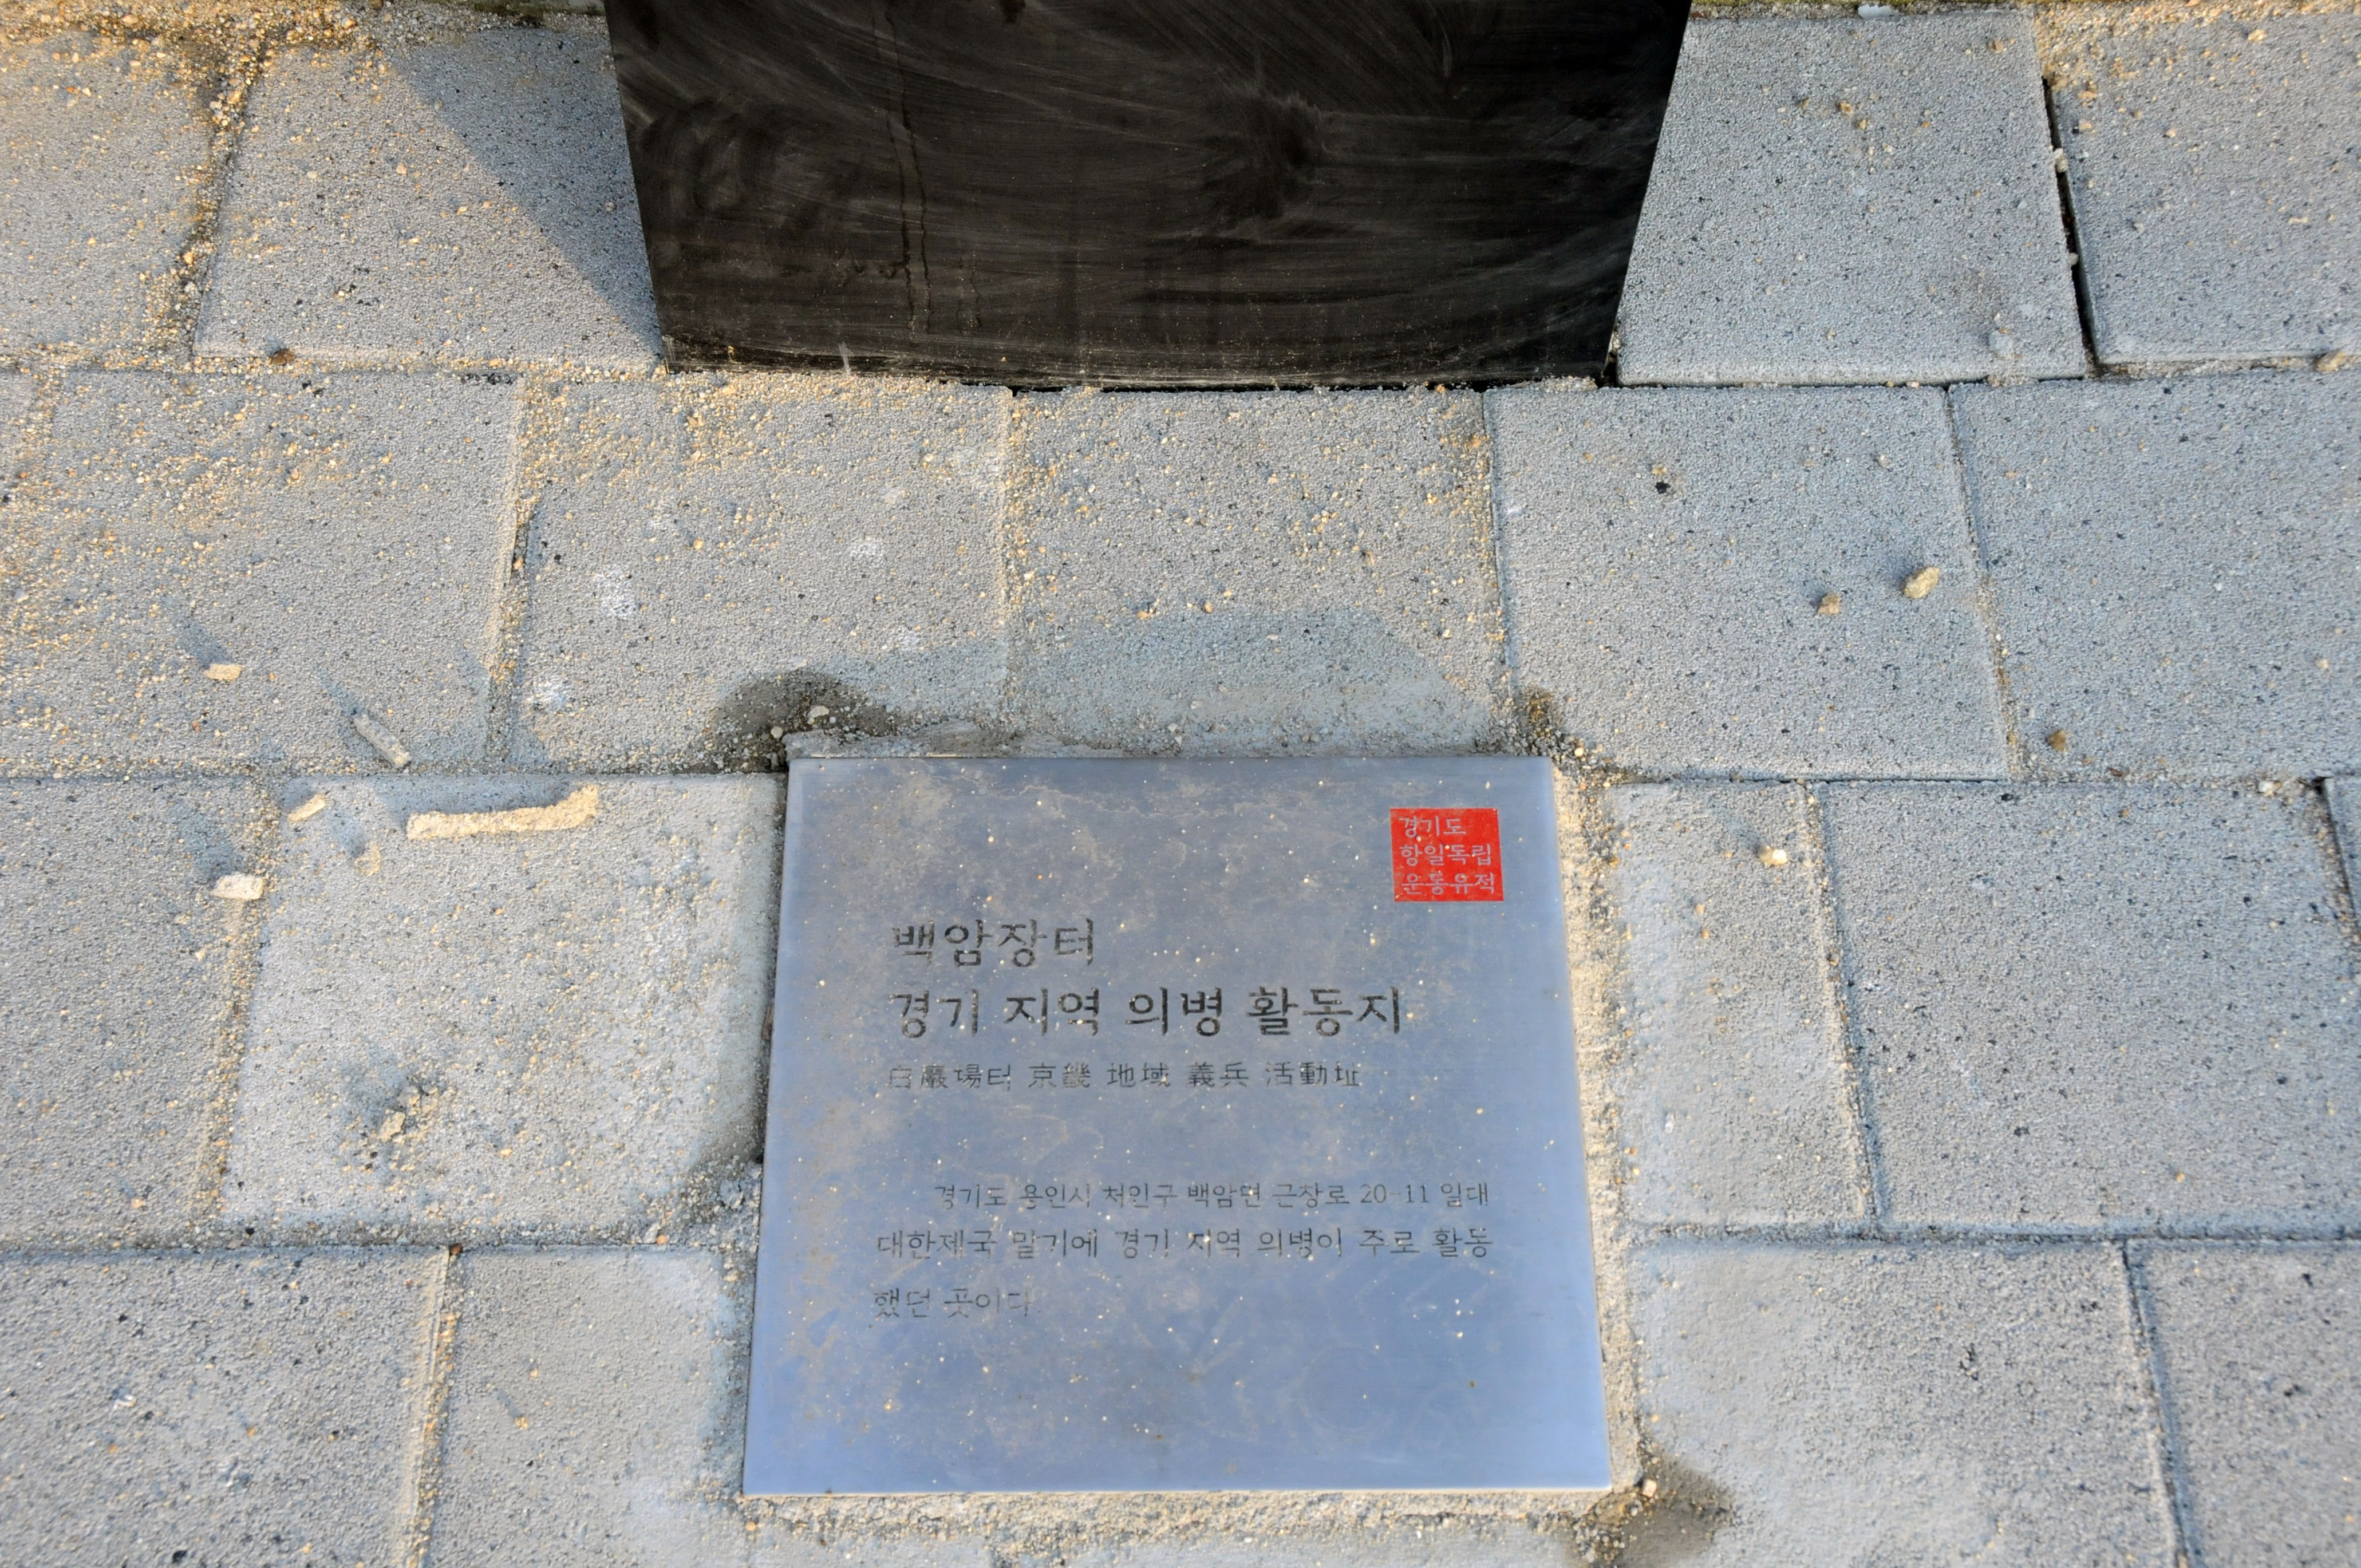 경기도
항일독립
운동유적
백암장터
경기 지역 의병 활동지
白巖場터 京畿 地域 義兵 活動址
경기도 용인시 처인구 백암면 근창로 20-11 일대
대한제국 말기에 경기 지역 의병이 주로 활동
했던 곳이다.